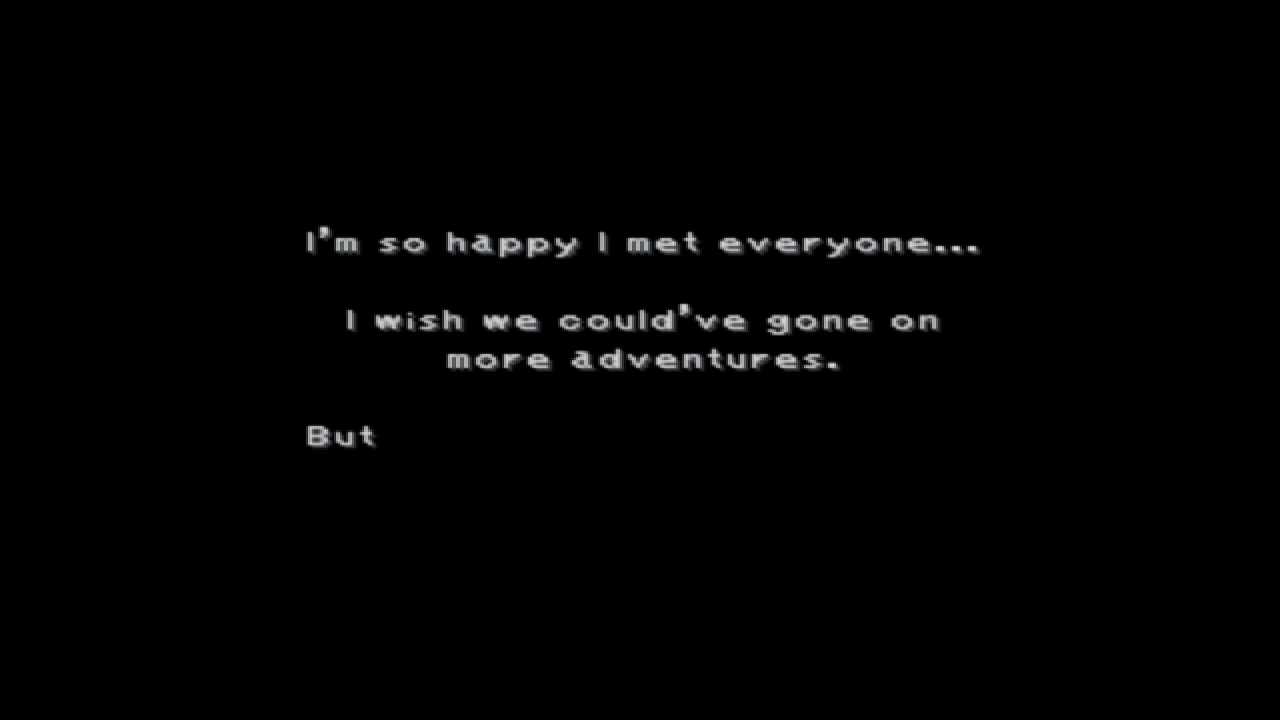 I'm so happy I met everyone...
I wish we could've gone on
more adventures.
But